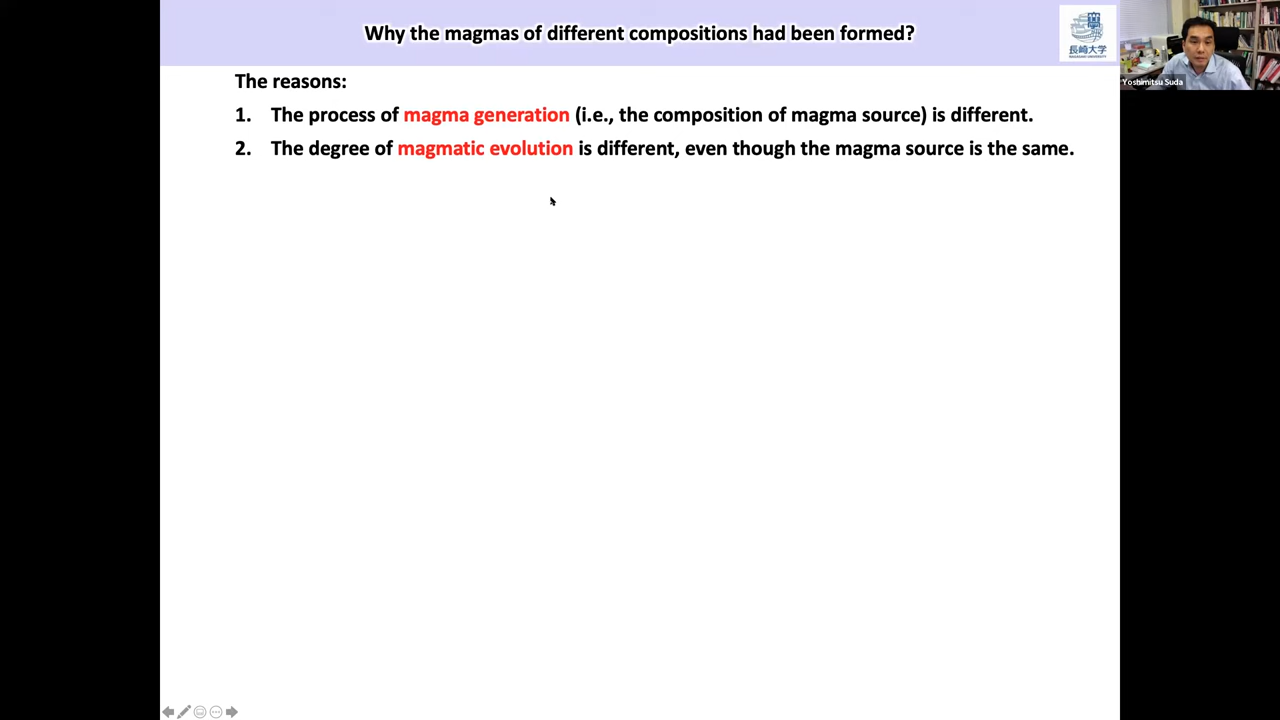 Why the magmas of different compositions had been formed?
長崎大学
NAGASAKI UNIVERSITY
Yoshimitsu Suda
The reasons:
1. The process of magma generation (i.e., the composition of magma source) is different.
2. The degree of magmatic evolution is different, even though the magma source is the same.